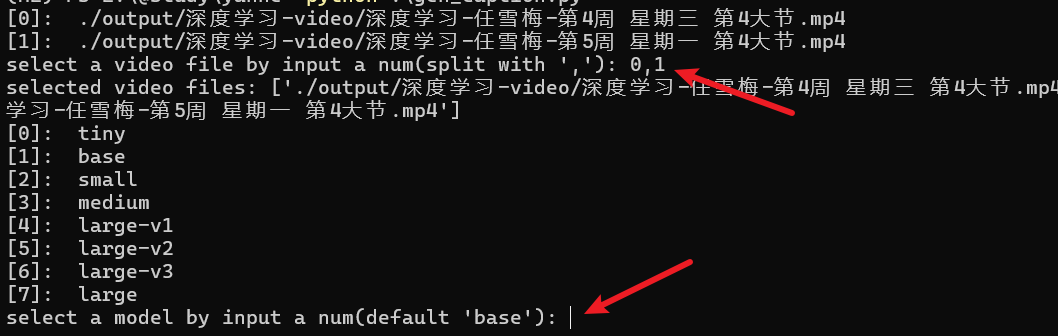 [0]: ./output/深度学习-video/深度学习-任雪梅-第4周 星期三 第4大节.mp4
[1]: ./output/深度学习-video/深度学习-任雪梅-第5周 星期一 第4大节.mp4
select a video file by input a num(split with ','): 0,1
selected video files: ['./output/深度学习-video/深度学习-任雪梅-第4周 星期三 第4大节.mp4
学习-任雪梅-第5周 星期一 第4大节.mp4']
[0]: tiny
[1]: base
[2]: small
[3]: medium
[4]: large-v1
[5]: large-v2
[6]: large-v3
[7]: large
select a model by input a num(default 'base'):